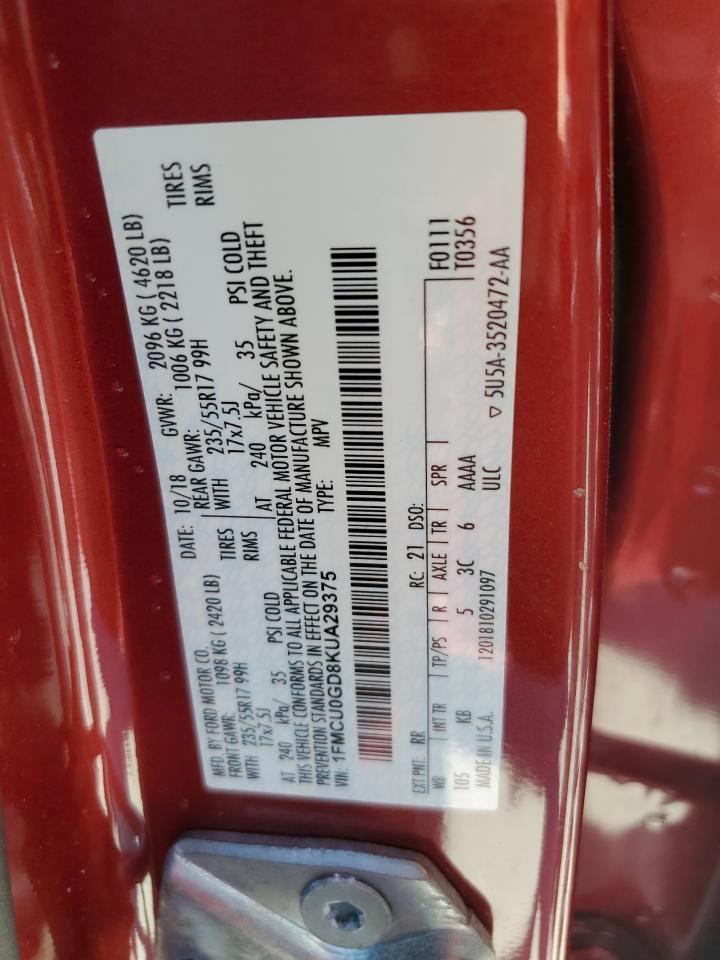 MFD. BY FORD MOTOR CO. DATE: 10/18 GVWR: 2096 KG ( 4620 LB)
FRONT GAWR: 1098 KG ( 2420 LB) REAR GAWR: 1006 KG ( 2218 LB)
WITH 235/55R17 99H TIRES WITH 235/55R17 99H TIRES
17x7.5J RIMS 17x7.5J RIMS
AT 240 kPa/ 35 PSI COLD AT 240 kPa/ 35 PSI COLD
THIS VEHICLE CONFORMS TO ALL APPLICABLE FEDERAL MOTOR VEHICLE SAFETY AND THEFT
PREVENTION STANDARDS IN EFFECT ON THE DATE OF MANUFACTURE SHOWN ABOVE.
VIN: 1FMCU0GD8KUA29375 TYPE: MPV
EXT PNT: RR RC: 21 DSO: F0111
WB INT TR TP/PS R AXLE TR SPR T0356
105 KB 5 3C 6 AAAA
MADE IN U.S.A. 1201810291097 ULC ▽ 5U5A-3520472-AA